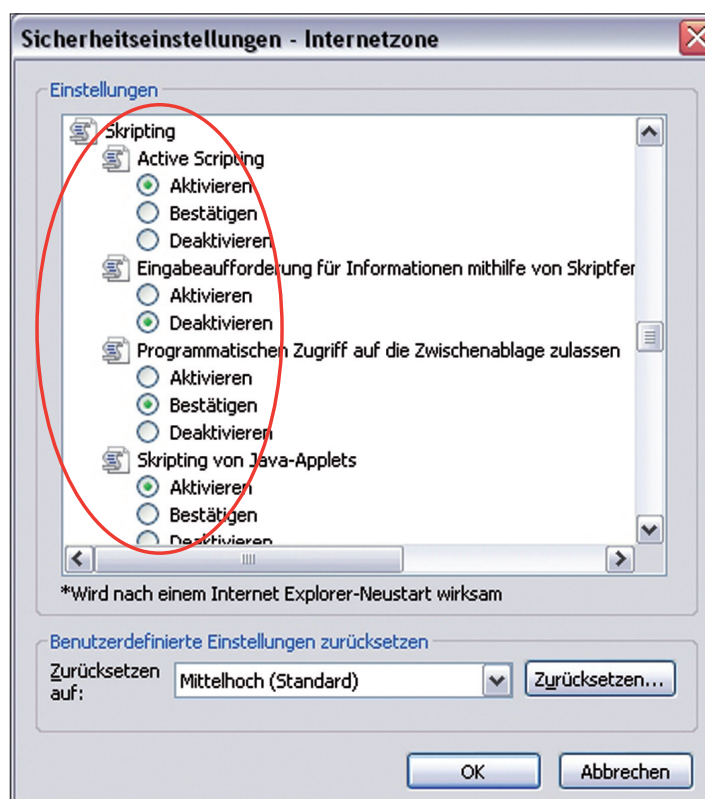 Sicherheitseinstellungen - Internetzone
Einstellungen
Skripting
Active Scripting
Aktivieren
Bestätigen
Deaktivieren
Eingabeaufforderung für Informationen mithilfe von Skriptfer
Aktivieren
Deaktivieren
Programmatischen Zugriff auf die Zwischenablage zulassen
Aktivieren
Bestätigen
Deaktivieren
Skripting von Java-Applets
Aktivieren
Bestätigen
Deaktivieren
*Wird nach einem Internet Explorer-Neustart wirksam
Benutzerdefinierte Einstellungen zurücksetzen
Zurücksetzen
auf:
Mittelhoch (Standard)
Zurücksetzen...
OK
Abbrechen